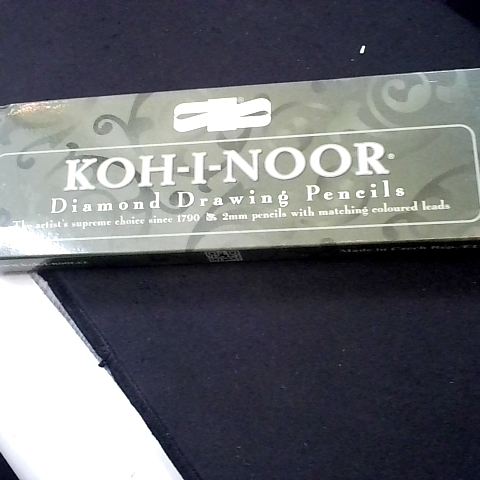 KOH-I-NOOR®
Diamond Drawing Pencils
The artist's supreme choice since 1790 2mm pencils with matching coloured leads
Made in Czech